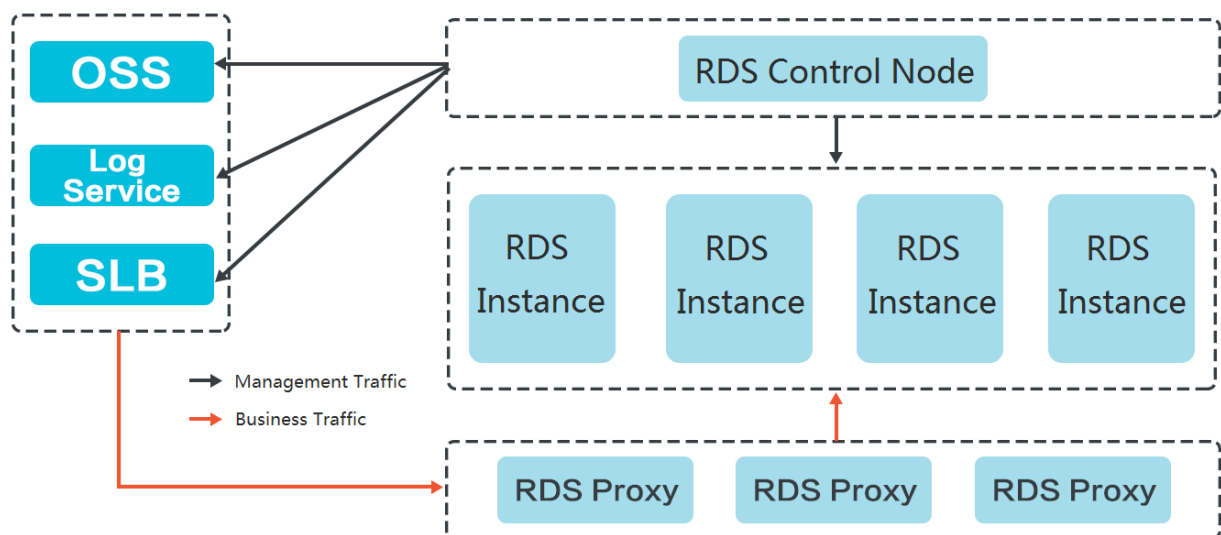 OSS
Log
Service
SLB
RDS Control Node
RDS
Instance
RDS
Instance
RDS
Instance
RDS
Instance
Management Traffic
Business Traffic
RDS Proxy
RDS Proxy
RDS Proxy